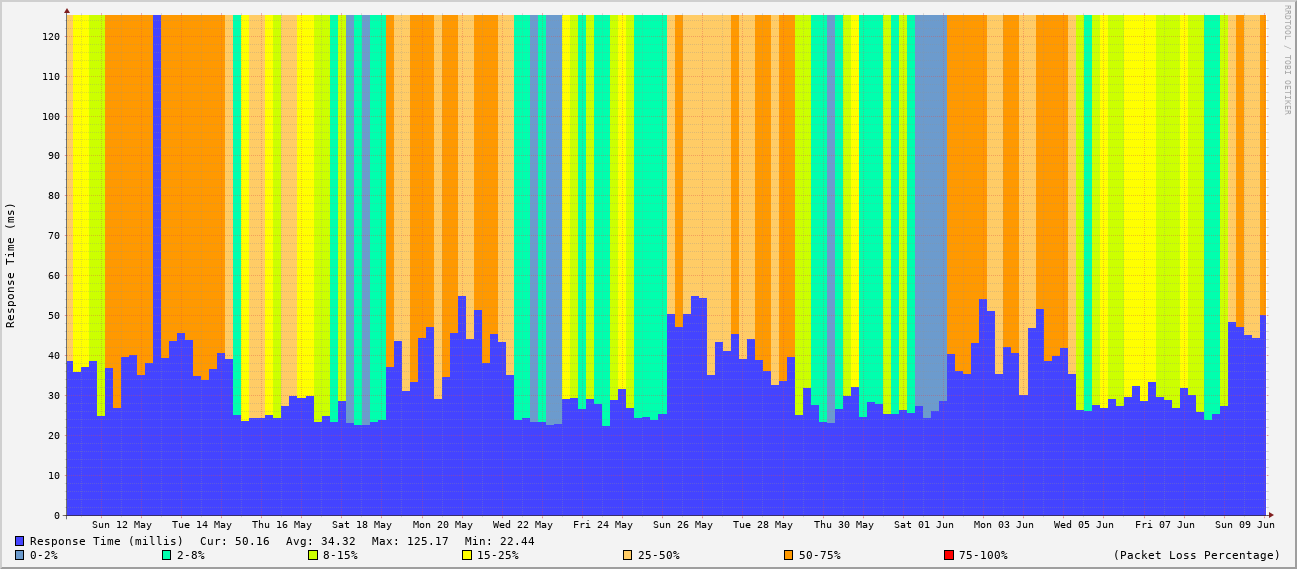 RRDTOOL / TOBI OETIKER
Response Time (ms)
120
110
100
90
80
70
60
50
40
30
20
10
0
Sun 12 May Tue 14 May Thu 16 May Sat 18 May Mon 20 May Wed 22 May Fri 24 May Sun 26 May Tue 28 May Thu 30 May Sat 01 Jun Mon 03 Jun Wed 05 Jun Fri 07 Jun Sun 09 Jun
Response Time (millis) Cur: 50.16 Avg: 34.32 Max: 125.17 Min: 22.44
0-2% 2-8% 8-15% 15-25% 25-50% 50-75% 75-100% (Packet Loss Percentage)